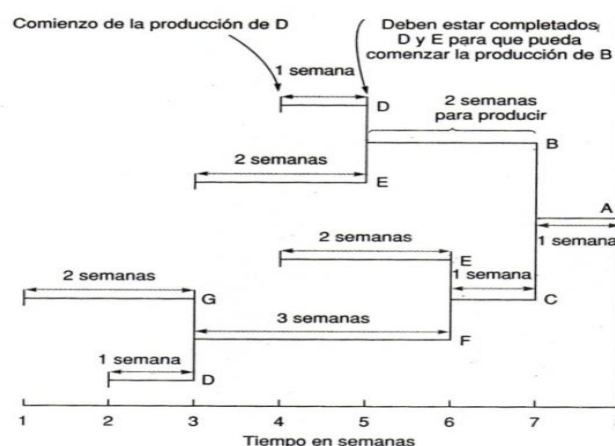 Comienzo de la producción de D
Deben estar completados
D y E para que pueda
comenzar la producción de B
1 semana
D
2 semanas
para producir
B
2 semanas
E
A
1 semana
2 semanas
E
1 semana
C
2 semanas
G
3 semanas
F
1 semana
D
1 2 3 4 5 6 7
Tiempo en semanas